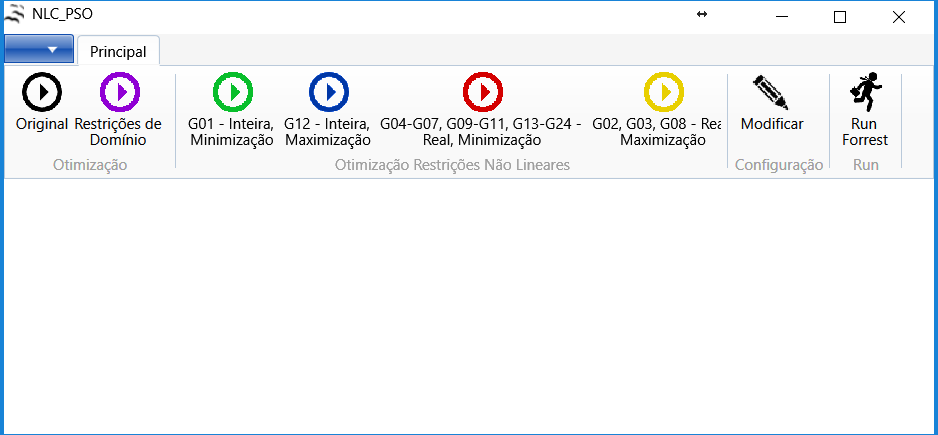 NLC_PSO
Principal
Original
Restrições de
Domínio
G01 - Inteira,
Minimização
G12 - Inteira,
Maximização
G04-G07, G09-G11, G13-G24 -
Real, Minimização
G02, G03, G08 - Rea
Maximização
Modificar
Run
Forrest
Otimização
Otimização Restrições Não Lineares
Configuração
Run